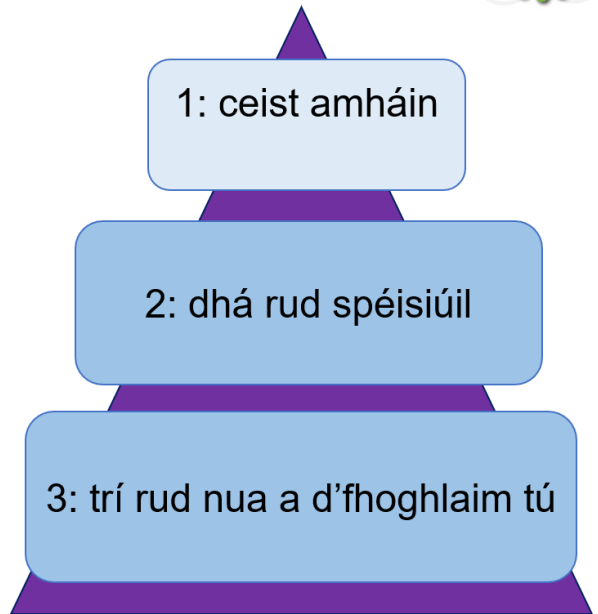 1: ceist amháin
2: dhá rud spéisiúil
3: trí rud nua a d’fhoghlaim tú